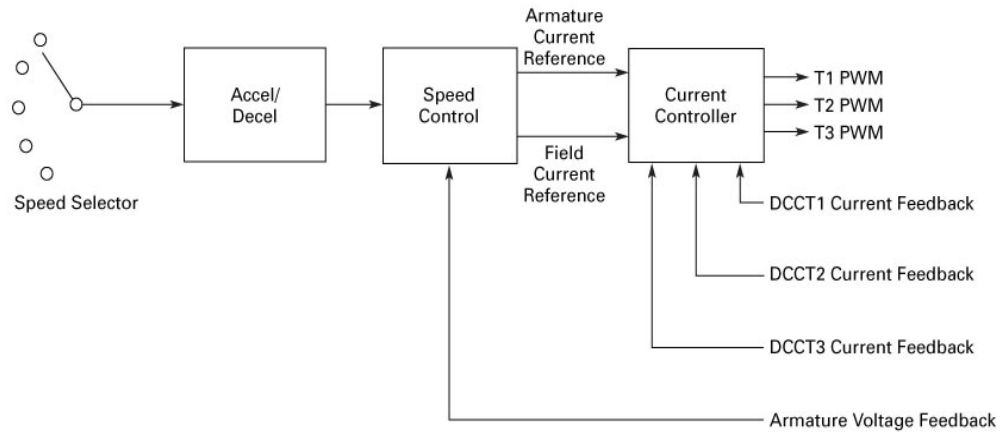 Armature
Current
Reference
Accel/
Decel
Speed
Control
Current
Controller
T1 PWM
T2 PWM
T3 PWM
Field
Current
Reference
Speed Selector
DCCT1 Current Feedback
DCCT2 Current Feedback
DCCT3 Current Feedback
Armature Voltage Feedback